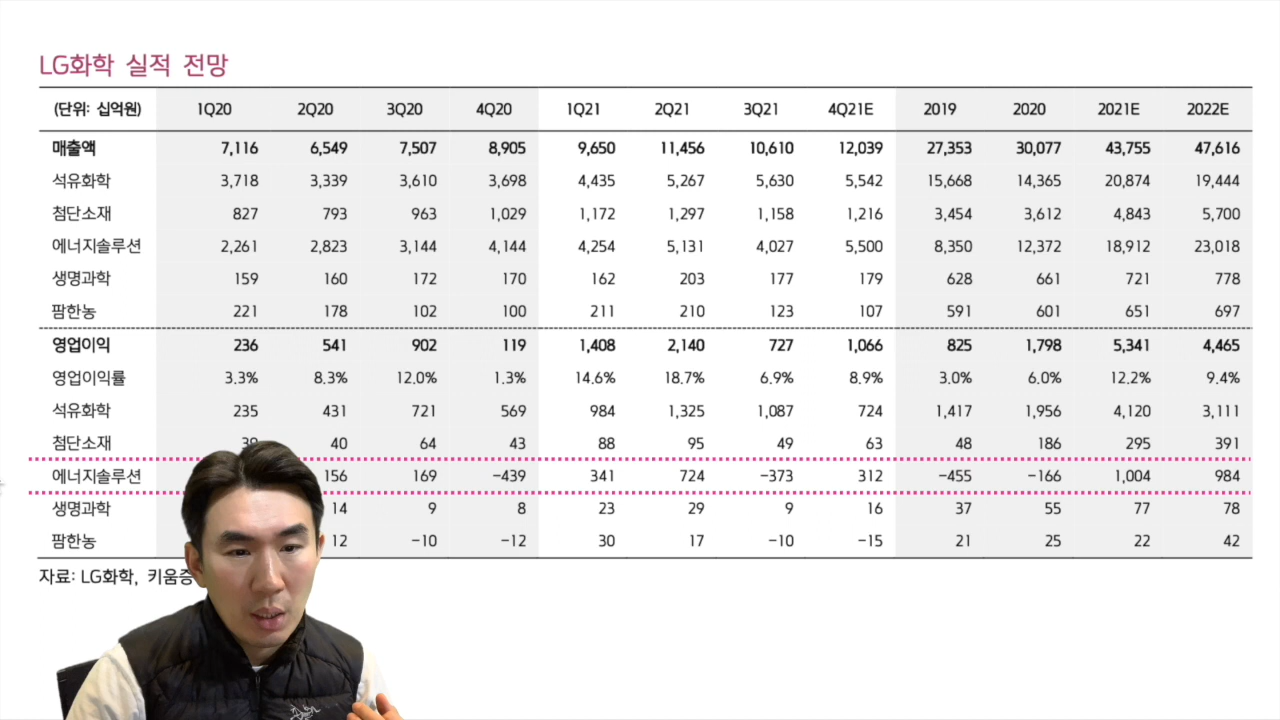 LG화학 실적 전망
(단위: 십억원) 1Q20 2Q20 3Q20 4Q20 1Q21 2Q21 3Q21 4Q21E 2019 2020 2021E 2022E
매출액 7,116 6,549 7,507 8,905 9,650 11,456 10,610 12,039 27,353 30,077 43,755 47,616
석유화학 3,718 3,339 3,610 3,698 4,435 5,267 5,630 5,542 15,668 14,365 20,874 19,444
첨단소재 827 793 963 1,029 1,172 1,297 1,158 1,216 3,454 3,612 4,843 5,700
에너지솔루션 2,261 2,823 3,144 4,144 4,254 5,131 4,027 5,500 8,350 12,372 18,912 23,018
생명과학 159 160 172 170 162 203 177 179 628 661 721 778
팜한농 221 178 102 100 211 210 123 107 591 601 651 697
영업이익 236 541 902 119 1,408 2,140 727 1,066 825 1,798 5,341 4,465
영업이익률 3.3% 8.3% 12.0% 1.3% 14.6% 18.7% 6.9% 8.9% 3.0% 6.0% 12.2% 9.4%
석유화학 235 431 721 569 984 1,325 1,087 724 1,417 1,956 4,120 3,111
첨단소재 40 64 43 88 95 49 63 48 186 295 391
에너지솔루션 156 169 -439 341 724 -373 312 -455 -166 1,004 984
생명과학 14 9 8 23 29 9 16 37 55 77 78
팜한농 12 -10 -12 30 17 -10 -15 21 25 22 42
자료: LG화학, 키움증